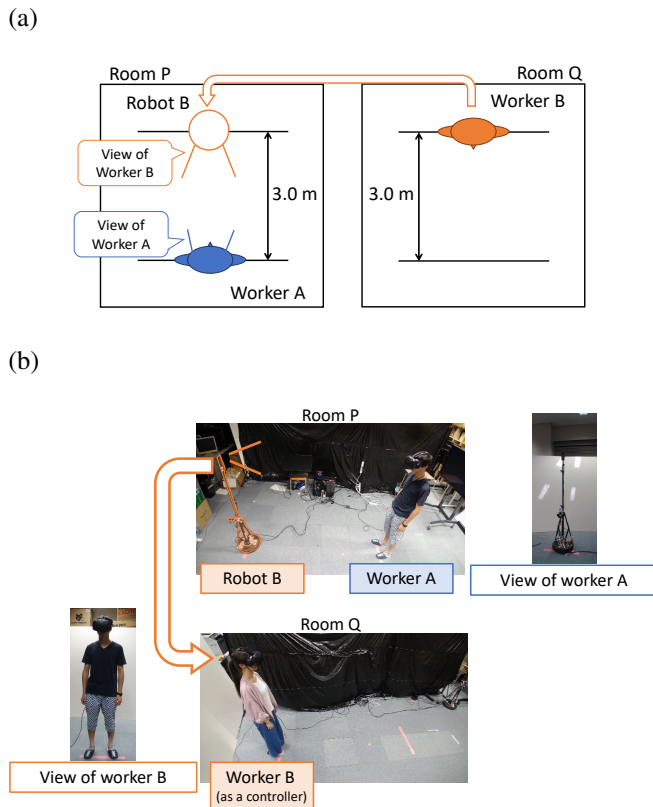 (a)
Room P
Room Q
Robot B
Worker B
View of
Worker B
3.0 m
3.0 m
View of
Worker A
Worker A
(b)
Room P
Robot B
Worker A
View of worker A
Room Q
View of worker B
Worker B
(as a controller)